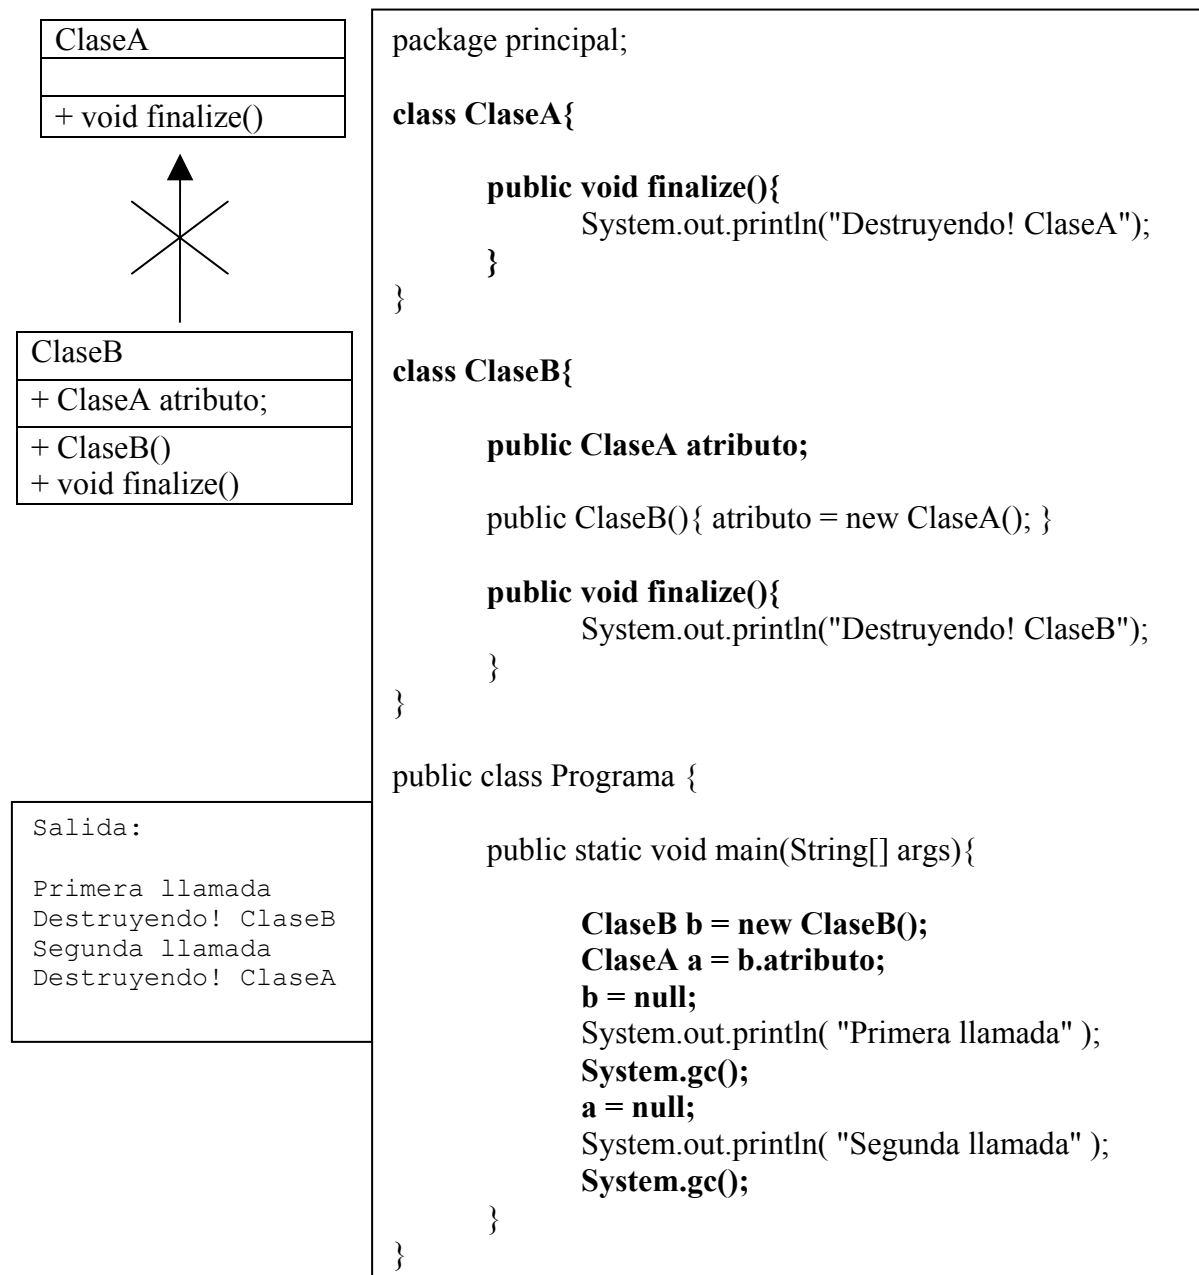 ClaseA
+ void finalize()
ClaseB
+ ClaseA atributo;
+ ClaseB()
+ void finalize()
Salida:
Primera llamada
Destruyendo! ClaseB
Segunda llamada
Destruyendo! ClaseA
package principal;
class ClaseA{
public void finalize(){
System.out.println("Destruyendo! ClaseA");
}
}
class ClaseB{
public ClaseA atributo;
public ClaseB(){ atributo = new ClaseA(); }
public void finalize(){
System.out.println("Destruyendo! ClaseB");
}
}
public class Programa {
public static void main(String[] args){
ClaseB b = new ClaseB();
ClaseA a = b.atributo;
b = null;
System.out.println( "Primera llamada" );
System.gc();
a = null;
System.out.println( "Segunda llamada" );
System.gc();
}
}